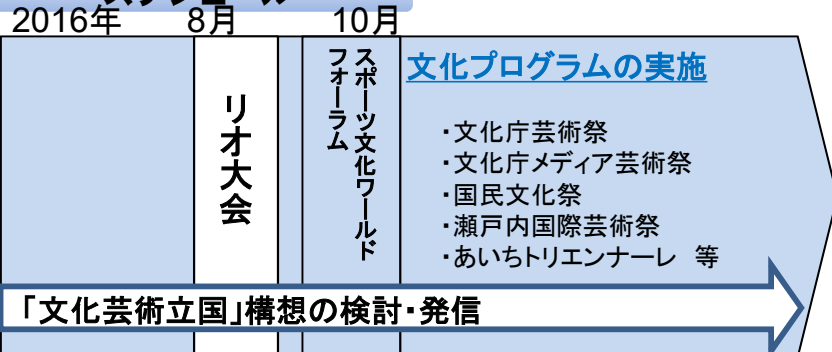 2016年
8月
10月
リオ大会
スポーツ文化ワールド
フォーラム
文化プログラムの実施
・文化庁芸術祭
・文化庁メディア芸術祭
・国民文化祭
・瀬戸内国際芸術祭
・あいちトリエンナーレ 等
「文化芸術立国」構想の検討・発信